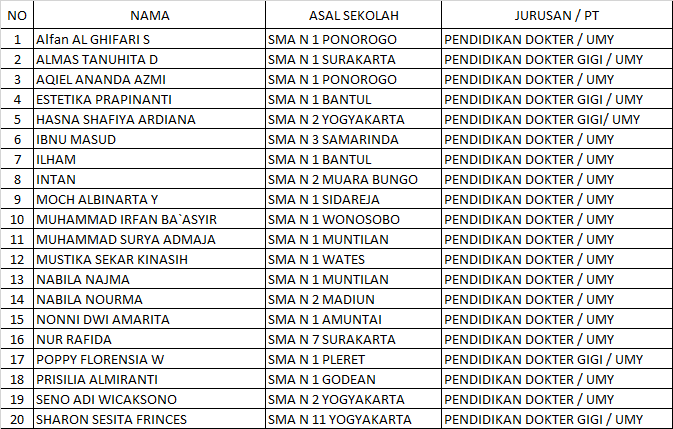 NO NAMA ASAL SEKOLAH JURUSAN / PT
1 Alfan AL GHIFARI S SMA N 1 PONOROGO PENDIDIKAN DOKTER / UMY
2 ALMAS TANUHITA D SMA N 1 SURAKARTA PENDIDIKAN DOKTER GIGI / UMY
3 AQIEL ANANDA AZMI SMA N 1 PONOROGO PENDIDIKAN DOKTER / UMY
4 ESTETIKA PRAPINANTI SMA N 1 BANTUL PENDIDIKAN DOKTER GIGI / UMY
5 HASNA SHAFIYA ARDIANA SMA N 2 YOGYAKARTA PENDIDIKAN DOKTER GIGI/ UMY
6 IBNU MASUD SMA N 3 SAMARINDA PENDIDIKAN DOKTER / UMY
7 ILHAM SMA N 1 BANTUL PENDIDIKAN DOKTER / UMY
8 INTAN SMA N 2 MUARA BUNGO PENDIDIKAN DOKTER / UMY
9 MOCH ALBINARTA Y SMA N 1 SIDAREJA PENDIDIKAN DOKTER / UMY
10 MUHAMMAD IRFAN BA`ASYIR SMA N 1 WONOSOBO PENDIDIKAN DOKTER / UMY
11 MUHAMMAD SURYA ADMAJA SMA N 1 MUNTILAN PENDIDIKAN DOKTER / UMY
12 MUSTIKA SEKAR KINASIH SMA N 1 WATES PENDIDIKAN DOKTER / UMY
13 NABILA NAJMA SMA N 1 MUNTILAN PENDIDIKAN DOKTER / UMY
14 NABILA NOURMA SMA N 2 MADIUN PENDIDIKAN DOKTER / UMY
15 NONNI DWI AMARITA SMA N 1 AMUNTAI PENDIDIKAN DOKTER / UMY
16 NUR RAFIDA SMA N 7 SURAKARTA PENDIDIKAN DOKTER / UMY
17 POPPY FLORENSIA W SMA N 1 PLERET PENDIDIKAN DOKTER GIGI / UMY
18 PRISILIA ALMIRANTI SMA N 1 GODEAN PENDIDIKAN DOKTER / UMY
19 SENO ADI WICAKSONO SMA N 2 YOGYAKARTA PENDIDIKAN DOKTER / UMY
20 SHARON SESITA FRINCES SMA N 11 YOGYAKARTA PENDIDIKAN DOKTER GIGI / UMY